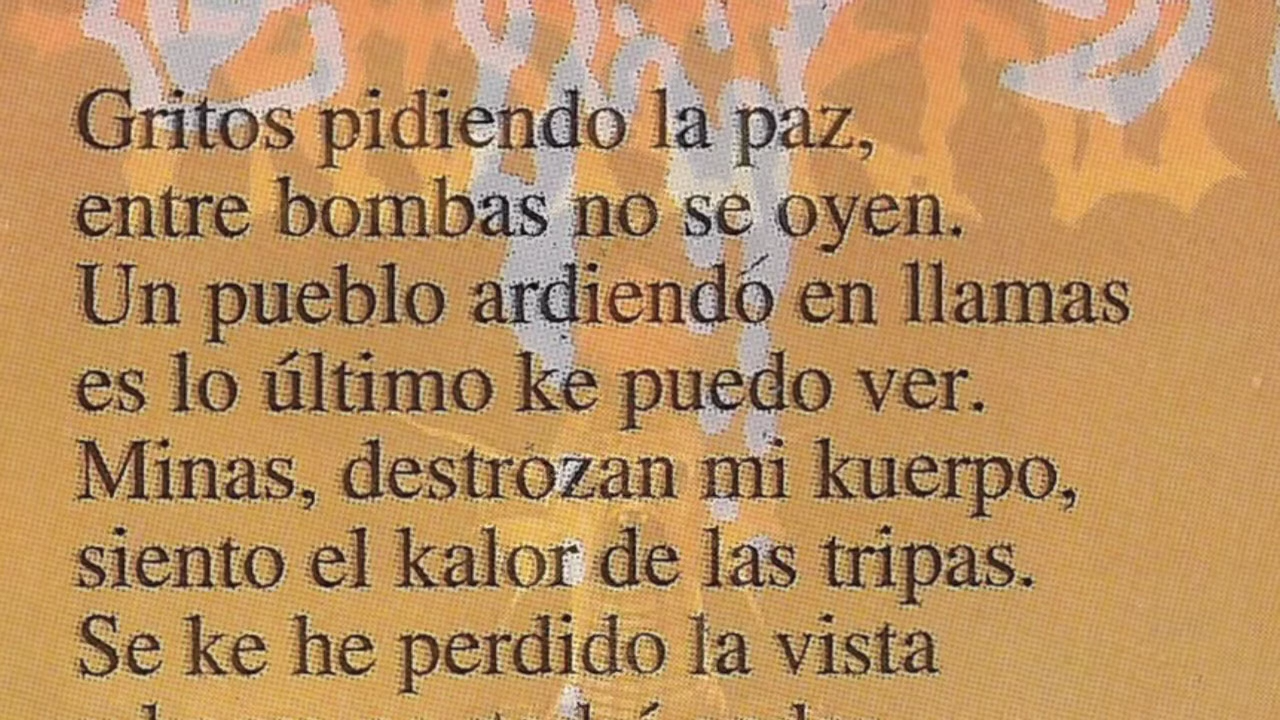 Gritos pidiendo la paz,
entre bombas no se oyen.
Un pueblo ardiendó en llamas
es lo último ke puedo ver.
Minas, destrozan mi kuerpo,
siento el kalor de las tripas.
Se ke he perdido la vista